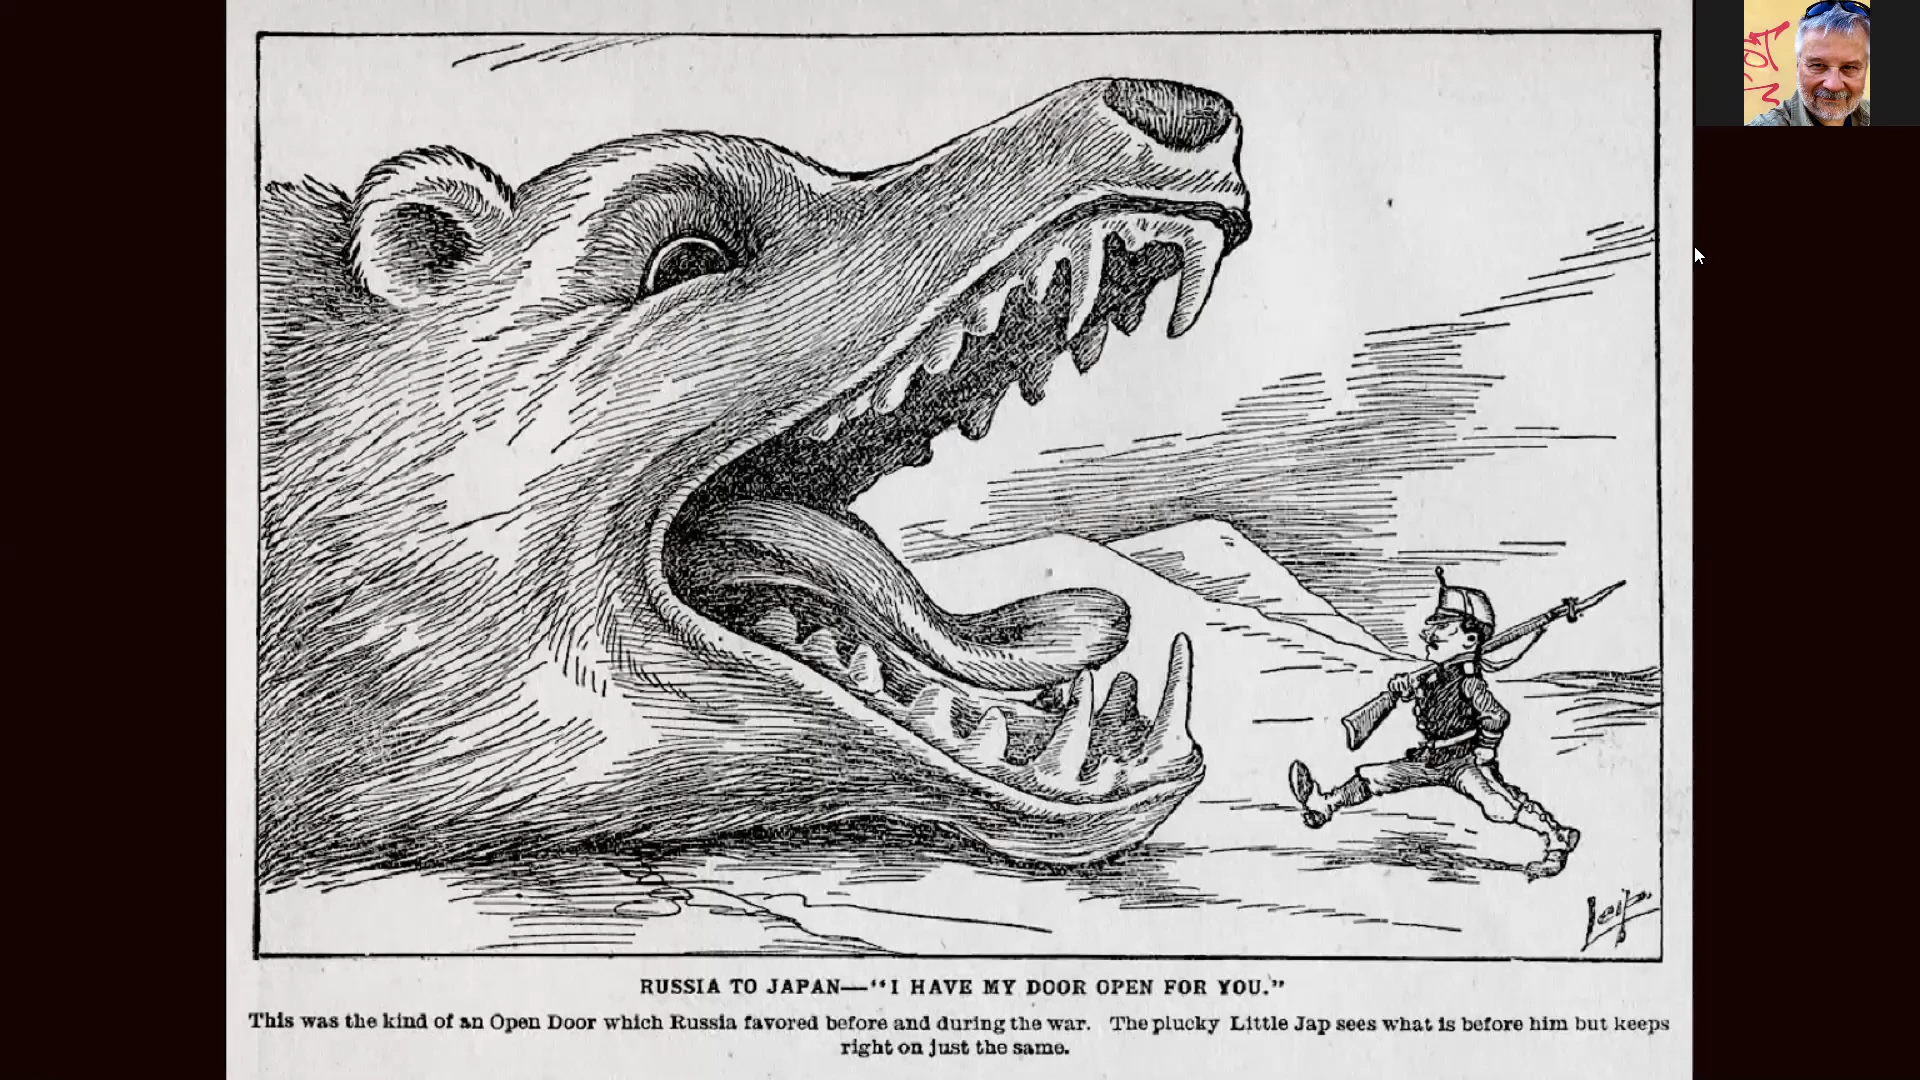 Leip.
RUSSIA TO JAPAN—“I HAVE MY DOOR OPEN FOR YOU.”
This was the kind of an Open Door which Russia favored before and during the war. The plucky Little Jap sees what is before him but keeps
right on just the same.